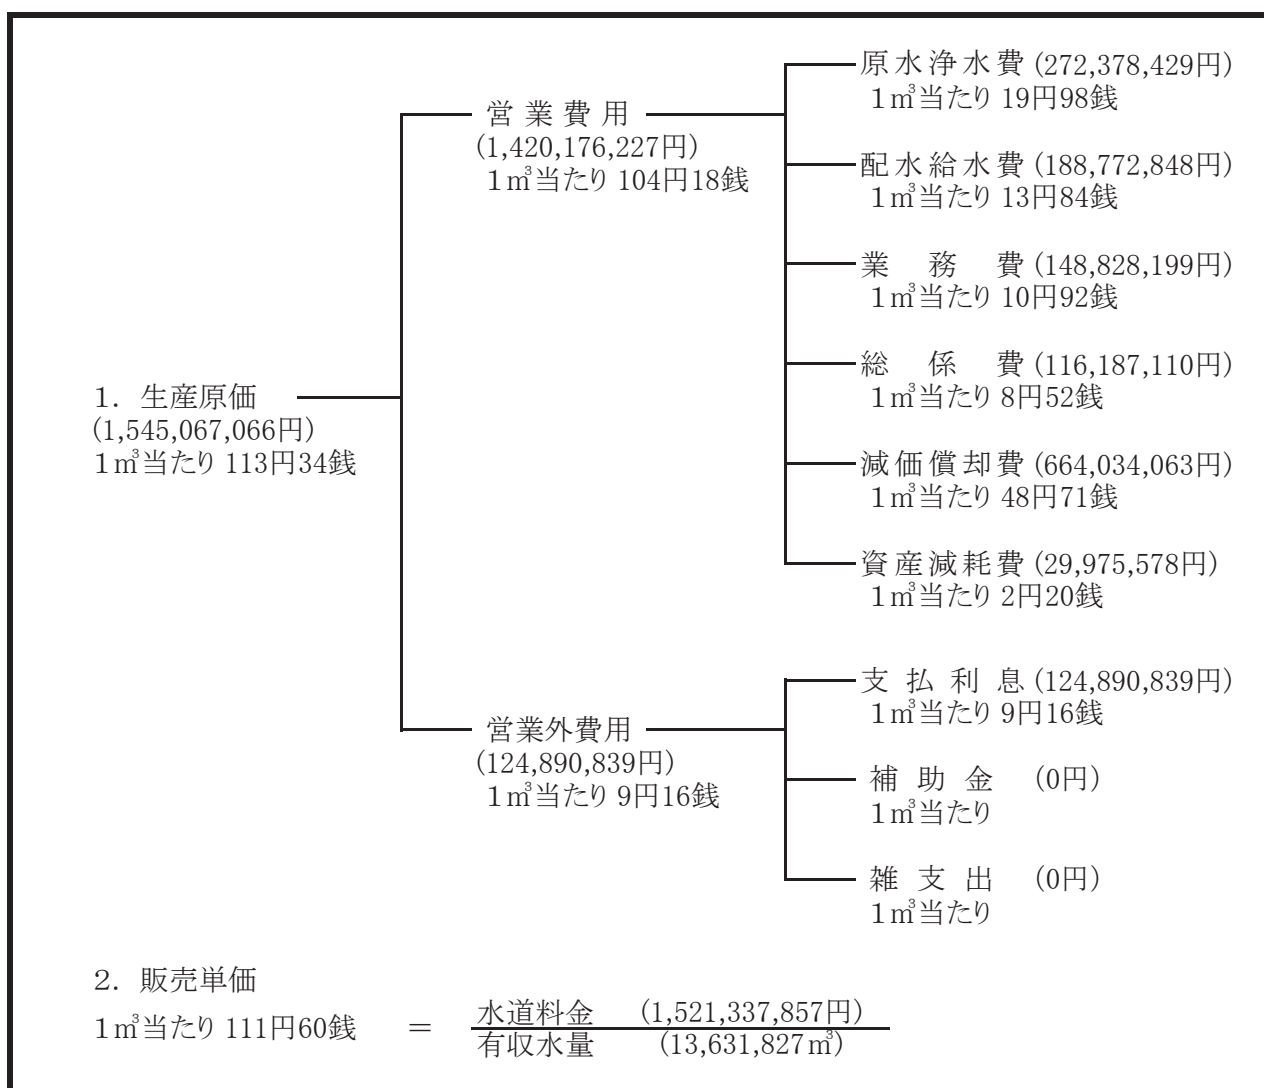 1. 生産原価
(1,545,067,066円)
1㎥当たり 113円34銭
営業費用
(1,420,176,227円)
1㎥当たり 104円18銭
原水浄水費 (272,378,429円)
1㎥当たり 19円98銭
配水給水費 (188,772,848円)
1㎥当たり 13円84銭
業務費 (148,828,199円)
1㎥当たり 10円92銭
総係費 (116,187,110円)
1㎥当たり 8円52銭
減価償却費 (664,034,063円)
1㎥当たり 48円71銭
資産減耗費 (29,975,578円)
1㎥当たり 2円20銭
営業外費用
(124,890,839円)
1㎥当たり 9円16銭
支払利息 (124,890,839円)
1㎥当たり 9円16銭
補助金 (0円)
1㎥当たり
雑支出 (0円)
1㎥当たり
2. 販売単価
1㎥当たり 111円60銭 =
水道料金 (1,521,337,857円)
有収水量 (13,631,827㎥)